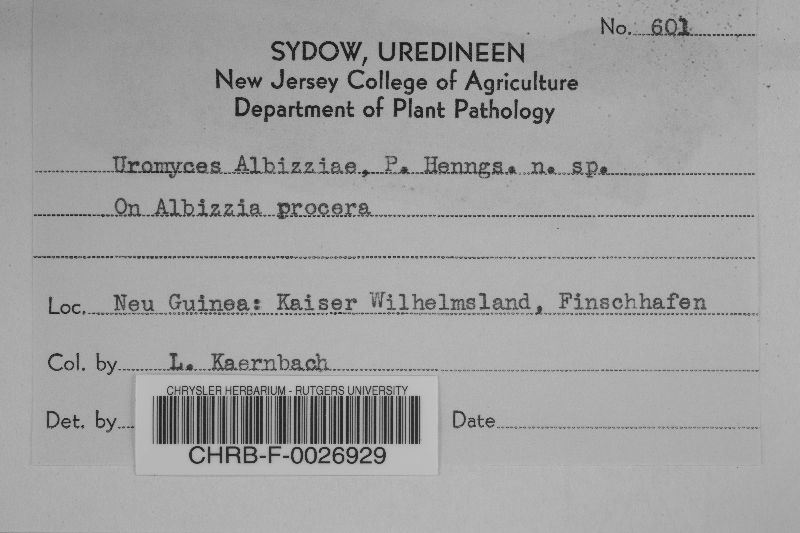 No. 601
SYDOW, UREDINEEN
New Jersey College of Agriculture
Department of Plant Pathology
Uromyces Albizziae, P. Henngs. n. sp.
On Albizzia procera
Loc. Neu Guinea: Kaiser Wilhelmsland, Finschhafen
Col. by L. Kaernbach
Det. by
Date
CHRYSLER HERBARIUM - RUTGERS UNIVERSITY
CHRB-F-0026929